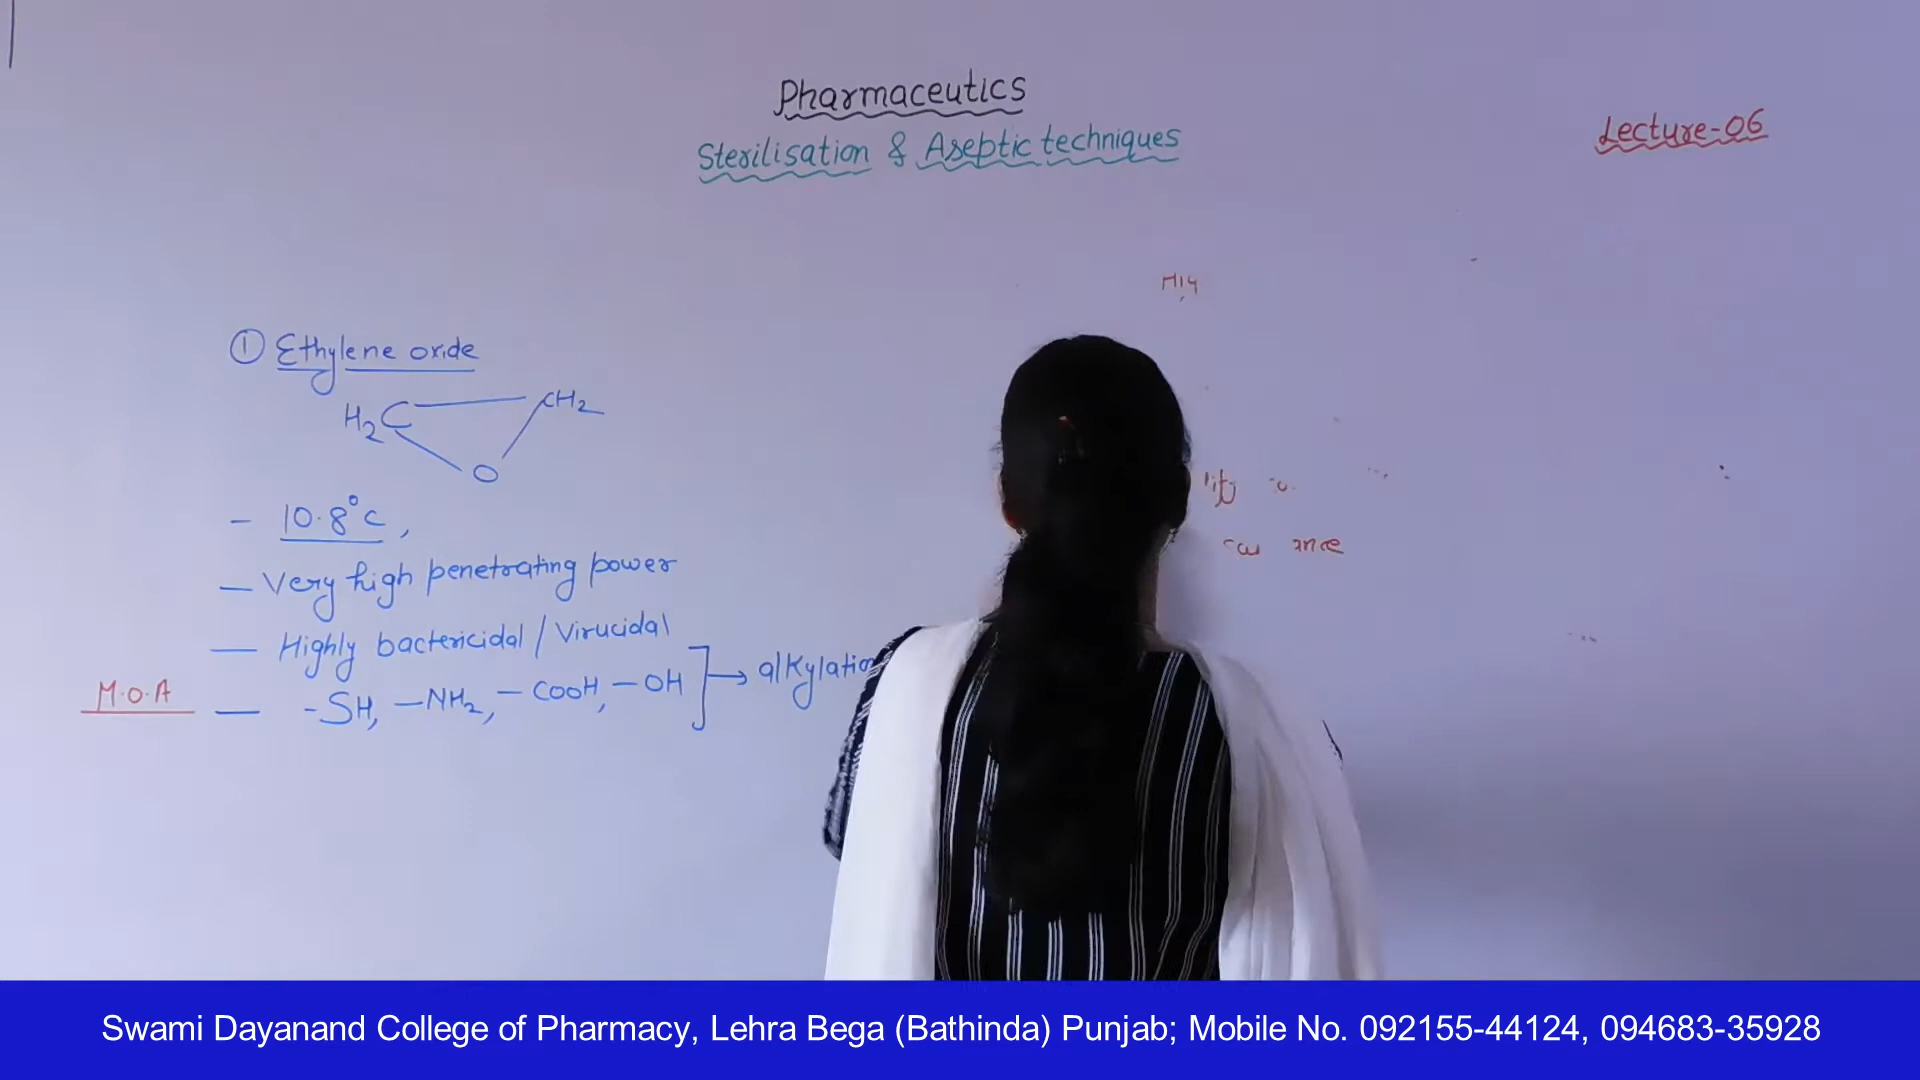 Pharmaceutics
Sterilisation & Aseptic techniques
Lecture-06
① Ethylene oxide
H2C CH2
O
- 10.8°C,
- Very high penetrating power
- Highly bactericidal / Virucidal
M.O.A - -SH, -NH2, -COOH, -OH ] → alkylation
Swami Dayanand College of Pharmacy, Lehra Bega (Bathinda) Punjab; Mobile No. 092155-44124, 094683-35928